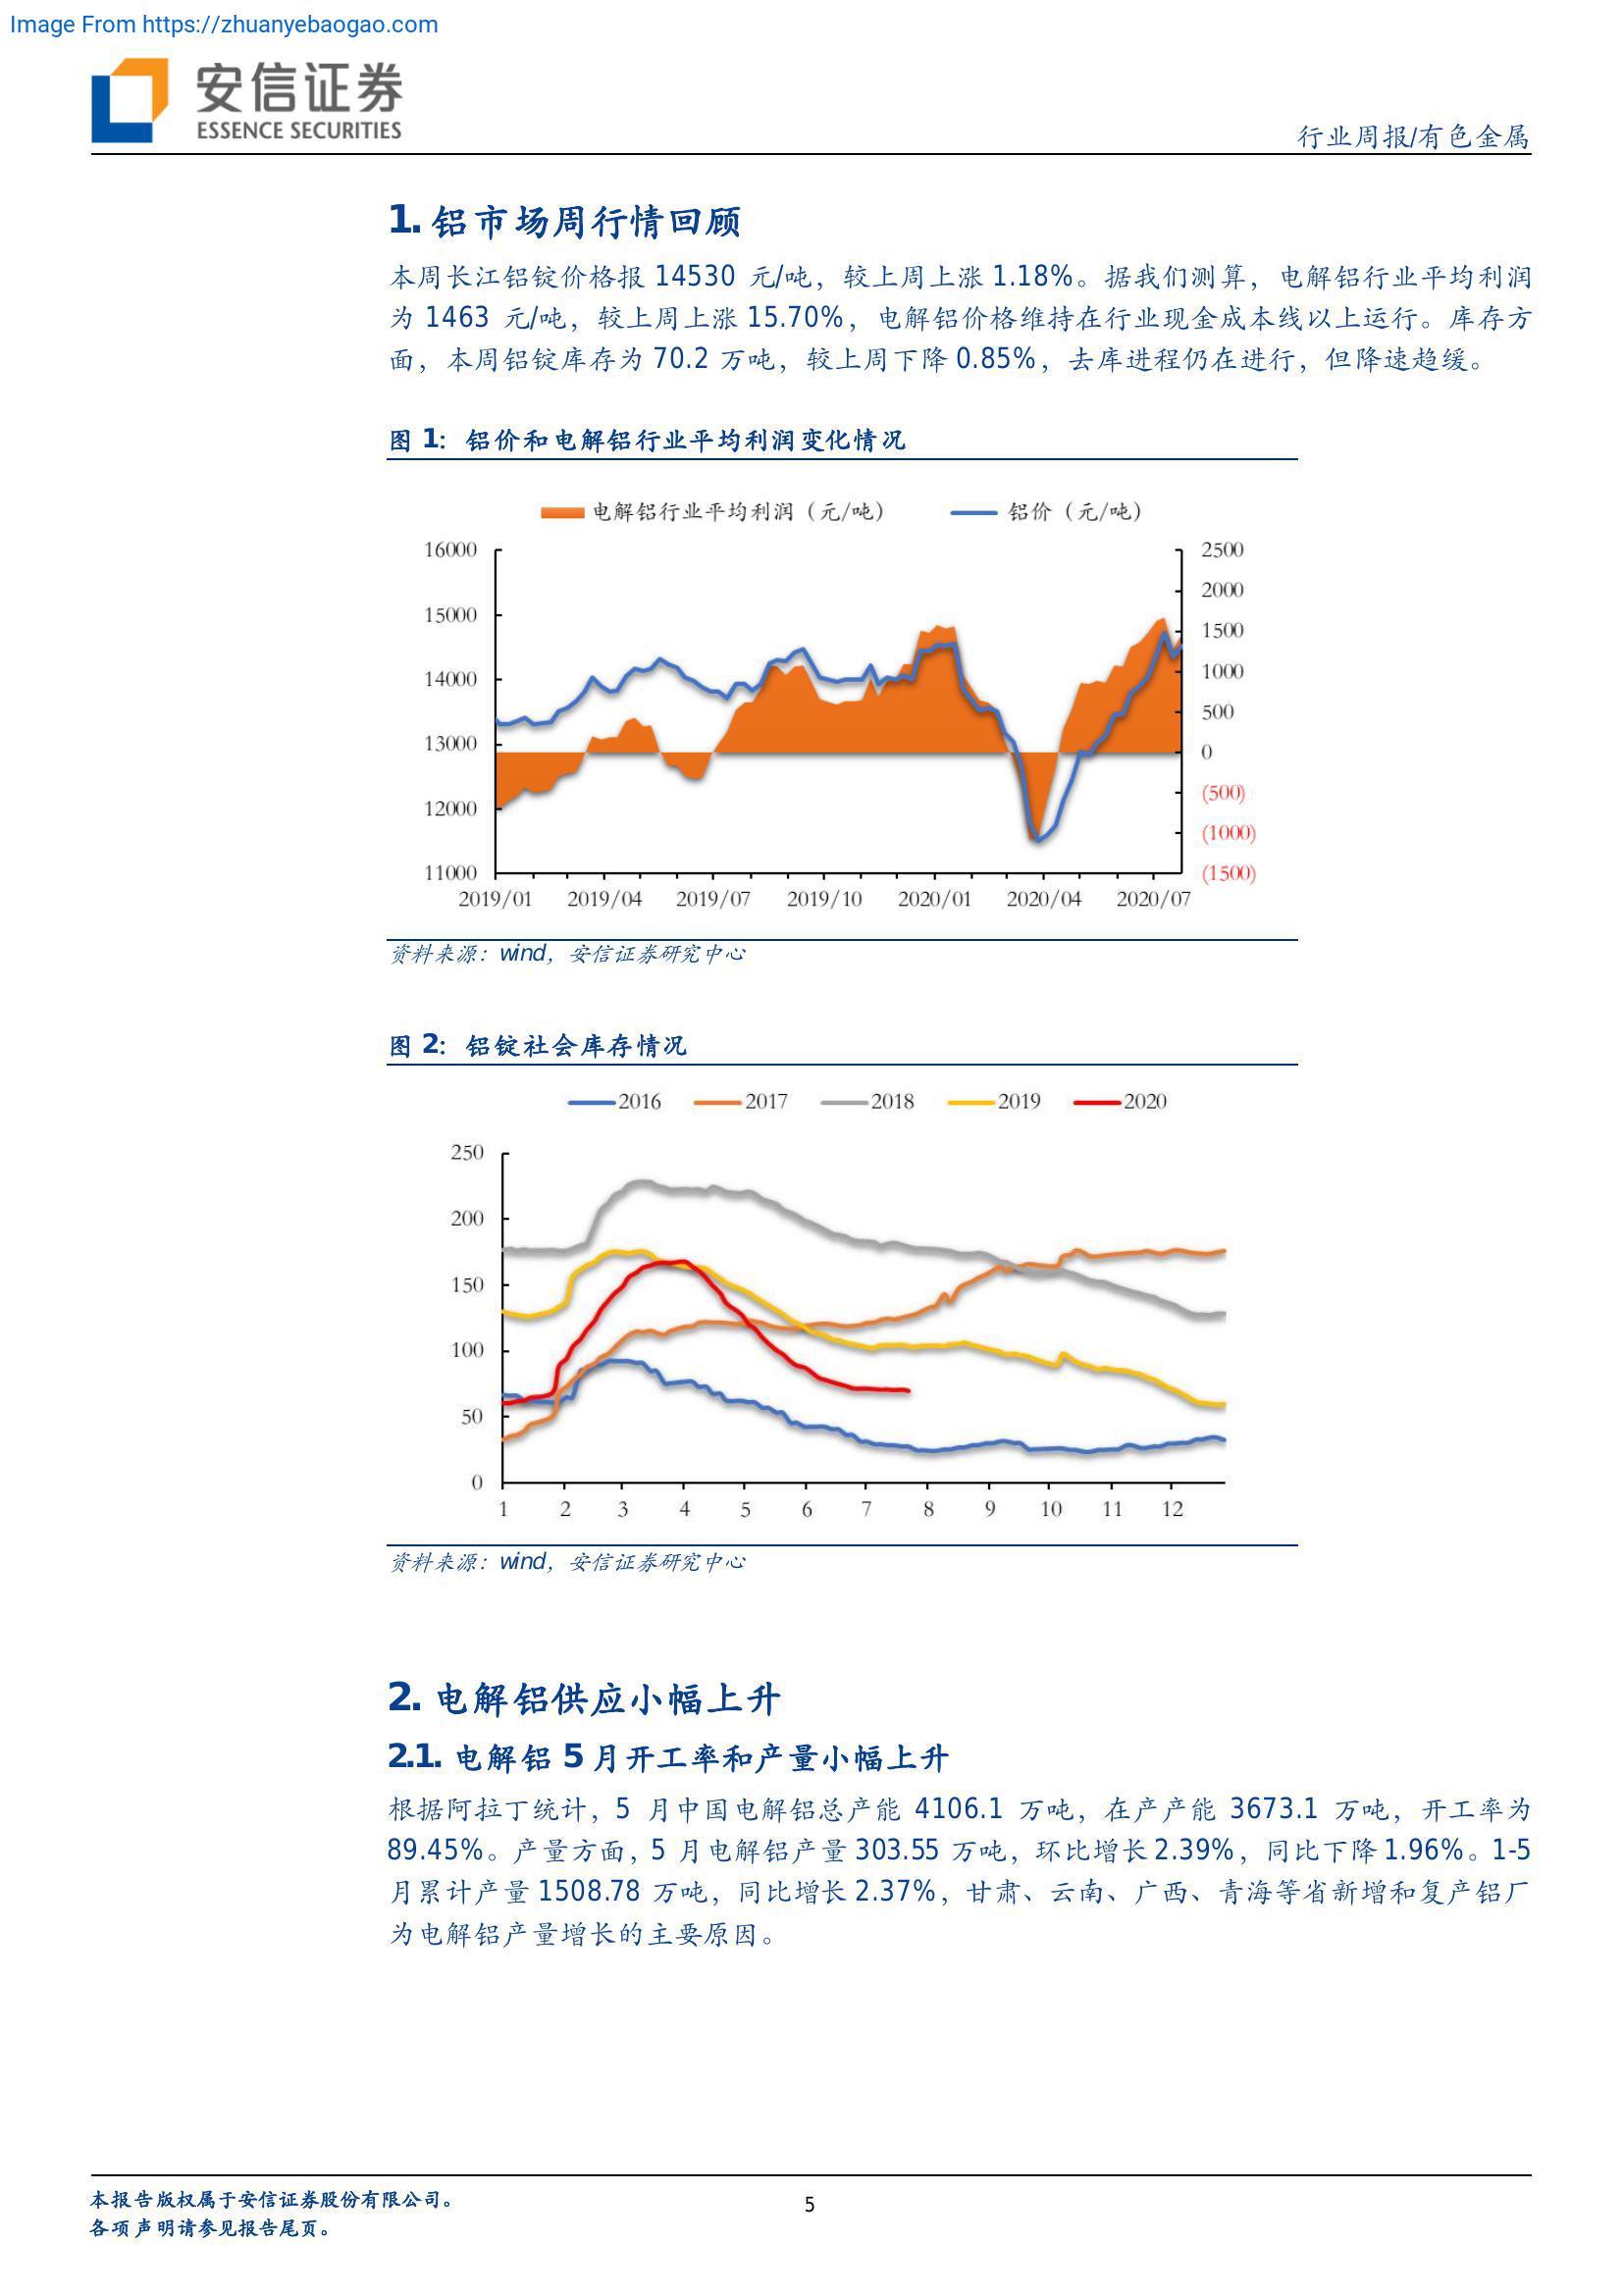 Image From https://zhuanyebaogao.com
安信证券
ESSENCE SECURITIES
行业周报/有色金属
1. 铝市场周行情回顾
本周长江铝锭价格报 14530 元/吨，较上周上涨 1.18%。据我们测算，电解铝行业平均利润
为 1463 元/吨，较上周上涨 15.70%，电解铝价格维持在行业现金成本线以上运行。库存方
面，本周铝锭库存为 70.2 万吨，较上周下降 0.85%，去库进程仍在进行，但降速趋缓。
图 1：铝价和电解铝行业平均利润变化情况
电解铝行业平均利润（元/吨） 铝价（元/吨）
16000 2500
2000
15000
1500
14000 1000
500
13000 0
12000 (500)
(1000)
11000 (1500)
2019/01 2019/04 2019/07 2019/10 2020/01 2020/04 2020/07
资料来源：wind，安信证券研究中心
图 2：铝锭社会库存情况
2016 2017 2018 2019 2020
250
200
150
100
50
0
1 2 3 4 5 6 7 8 9 10 11 12
资料来源：wind，安信证券研究中心
2. 电解铝供应小幅上升
2.1. 电解铝 5 月开工率和产量小幅上升
根据阿拉丁统计，5 月中国电解铝总产能 4106.1 万吨，在产产能 3673.1 万吨，开工率为
89.45%。产量方面，5 月电解铝产量 303.55 万吨，环比增长 2.39%，同比下降 1.96%。1-5
月累计产量 1508.78 万吨，同比增长 2.37%，甘肃、云南、广西、青海等省新增和复产铝厂
为电解铝产量增长的主要原因。
本报告版权属于安信证券股份有限公司。
5
各项声明请参见报告尾页。